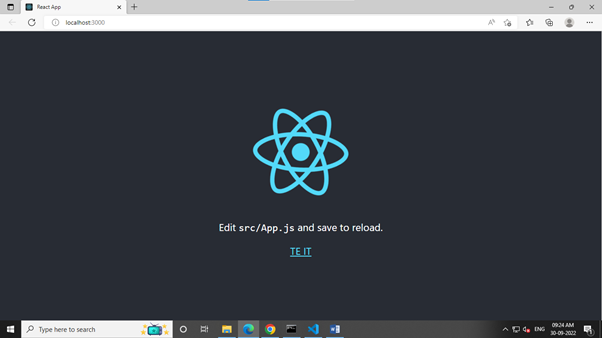 React App
localhost:3000
Edit src/App.js and save to reload.
TE IT
Type here to search
ENG
09:24 AM
30-09-2022